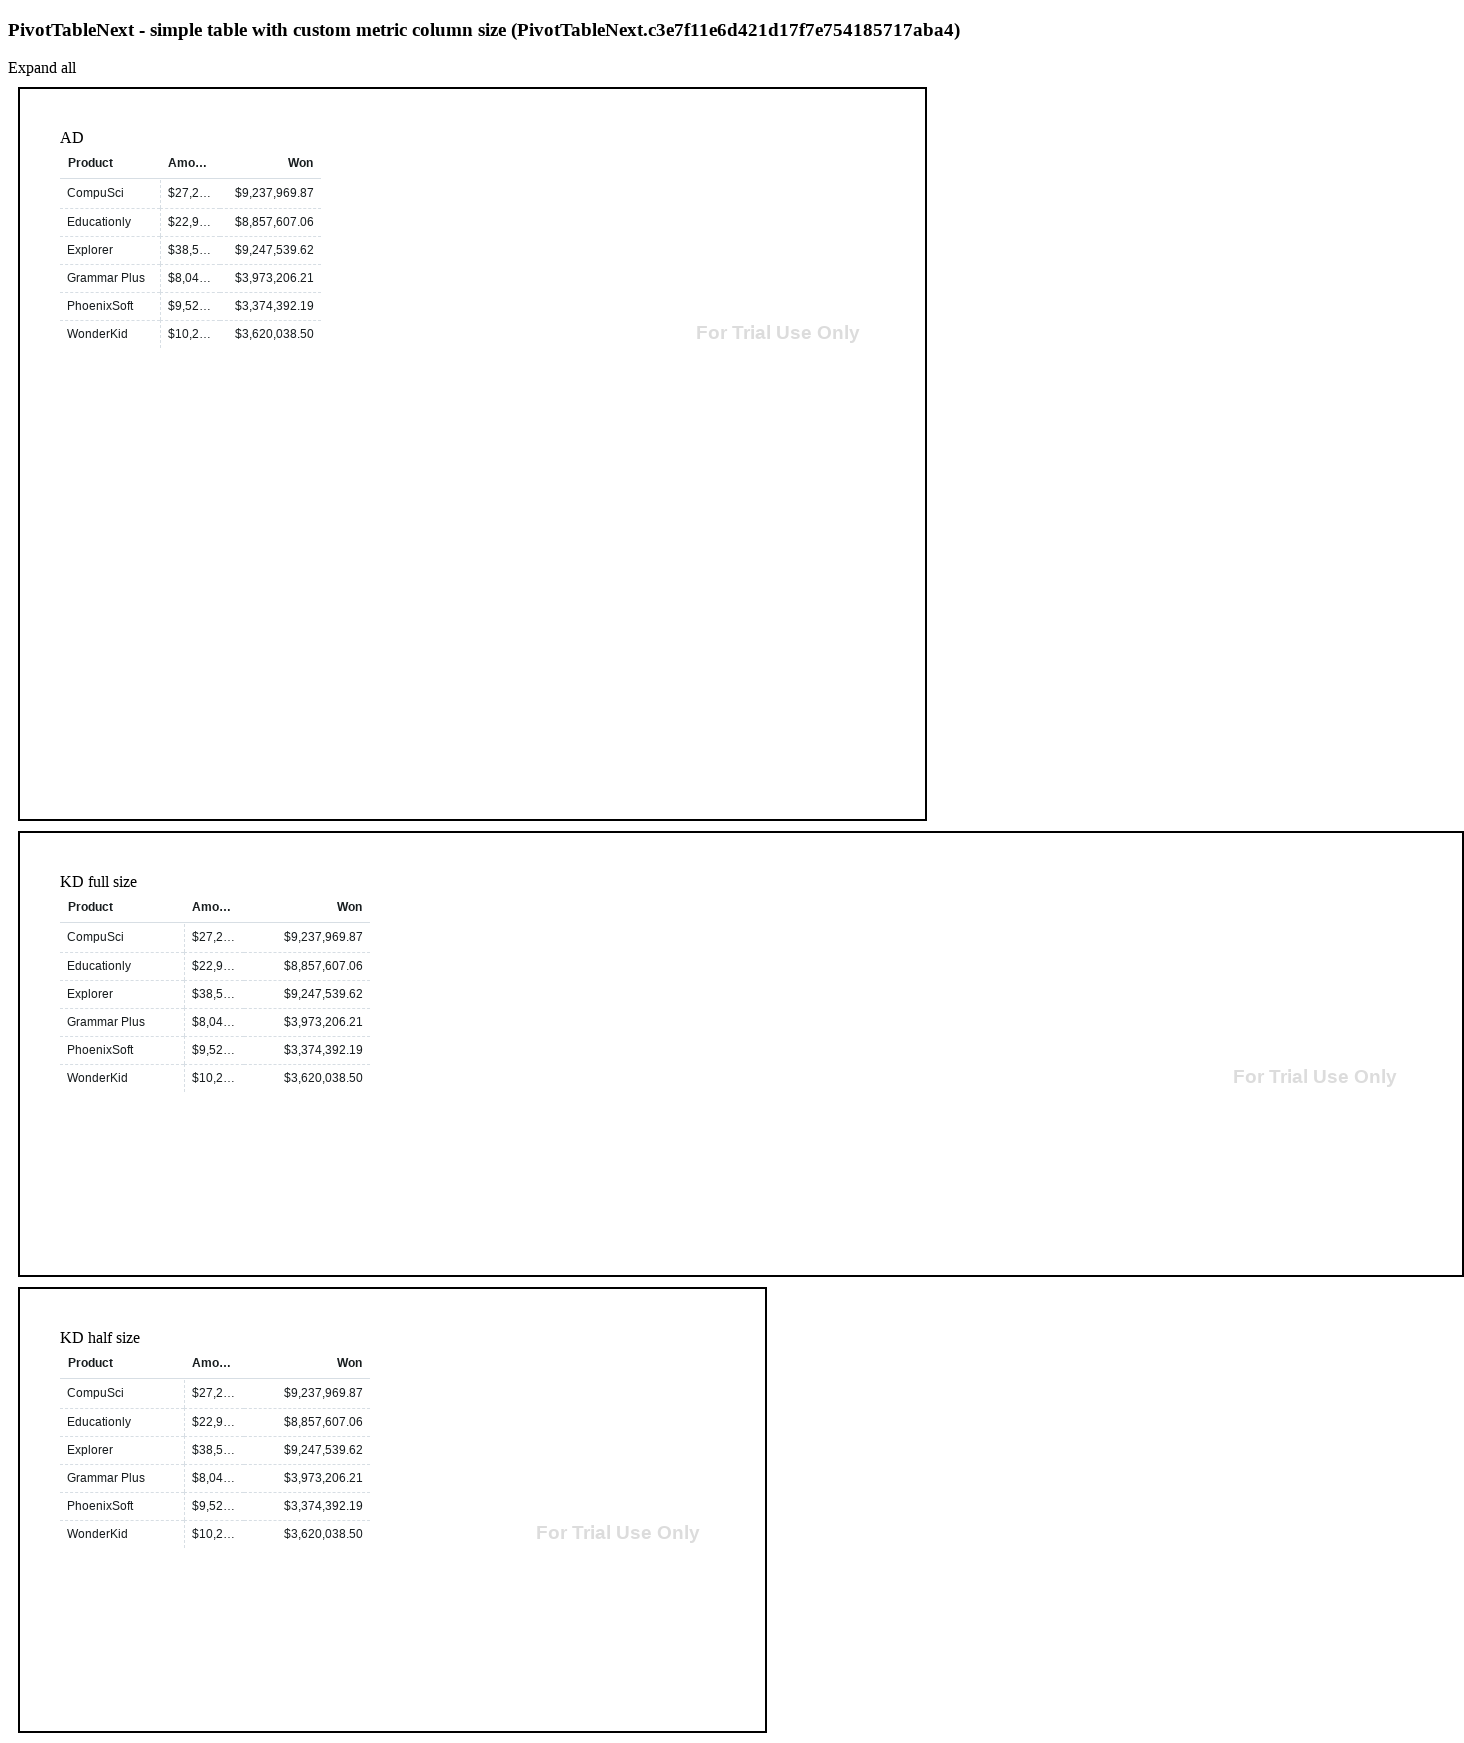 PivotTableNext - simple table with custom metric column size (PivotTableNext.c3e7f11e6d421d17f7e754185717aba4)
Expand all
AD
Product Amo… Won
CompuSci $27,2… $9,237,969.87
Educationly $22,9… $8,857,607.06
Explorer $38,5… $9,247,539.62
Grammar Plus $8,04… $3,973,206.21
PhoenixSoft $9,52… $3,374,392.19
WonderKid $10,2… $3,620,038.50
For Trial Use Only
KD full size
Product Amo… Won
CompuSci $27,2… $9,237,969.87
Educationly $22,9… $8,857,607.06
Explorer $38,5… $9,247,539.62
Grammar Plus $8,04… $3,973,206.21
PhoenixSoft $9,52… $3,374,392.19
WonderKid $10,2… $3,620,038.50
For Trial Use Only
KD half size
Product Amo… Won
CompuSci $27,2… $9,237,969.87
Educationly $22,9… $8,857,607.06
Explorer $38,5… $9,247,539.62
Grammar Plus $8,04… $3,973,206.21
PhoenixSoft $9,52… $3,374,392.19
WonderKid $10,2… $3,620,038.50
For Trial Use Only